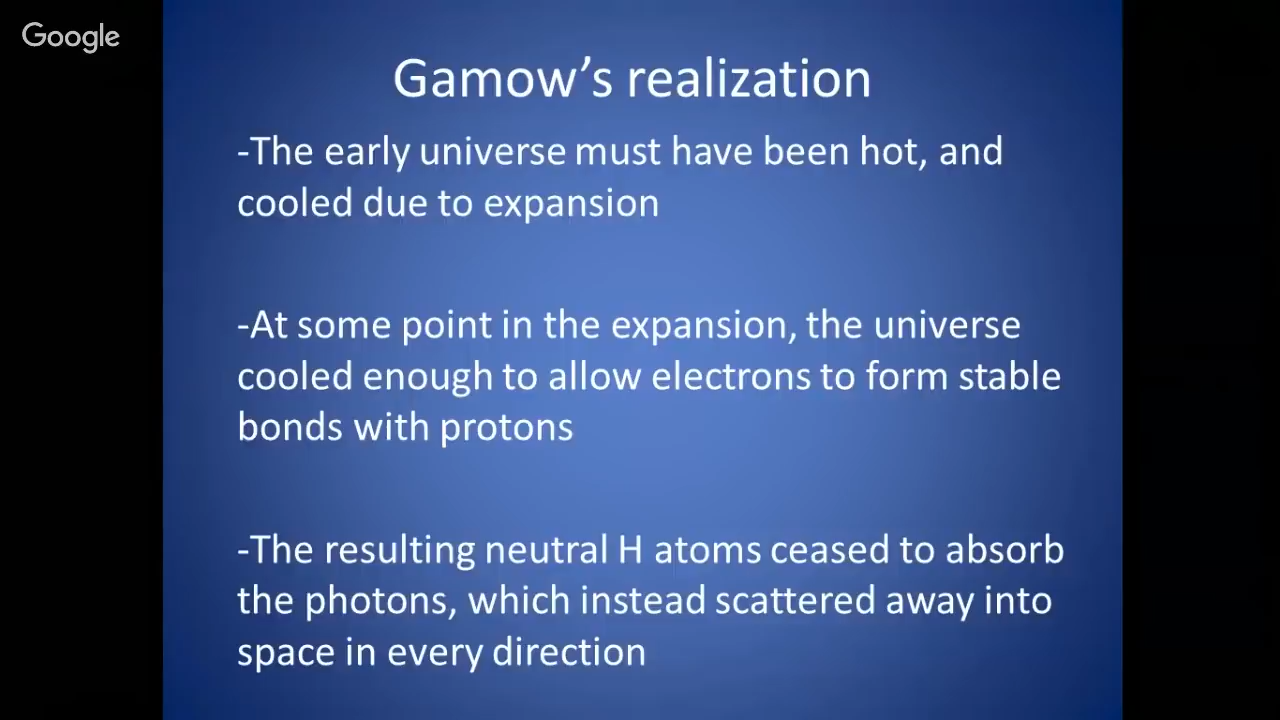 Google
Gamow’s realization
-The early universe must have been hot, and
cooled due to expansion
-At some point in the expansion, the universe
cooled enough to allow electrons to form stable
bonds with protons
-The resulting neutral H atoms ceased to absorb
the photons, which instead scattered away into
space in every direction